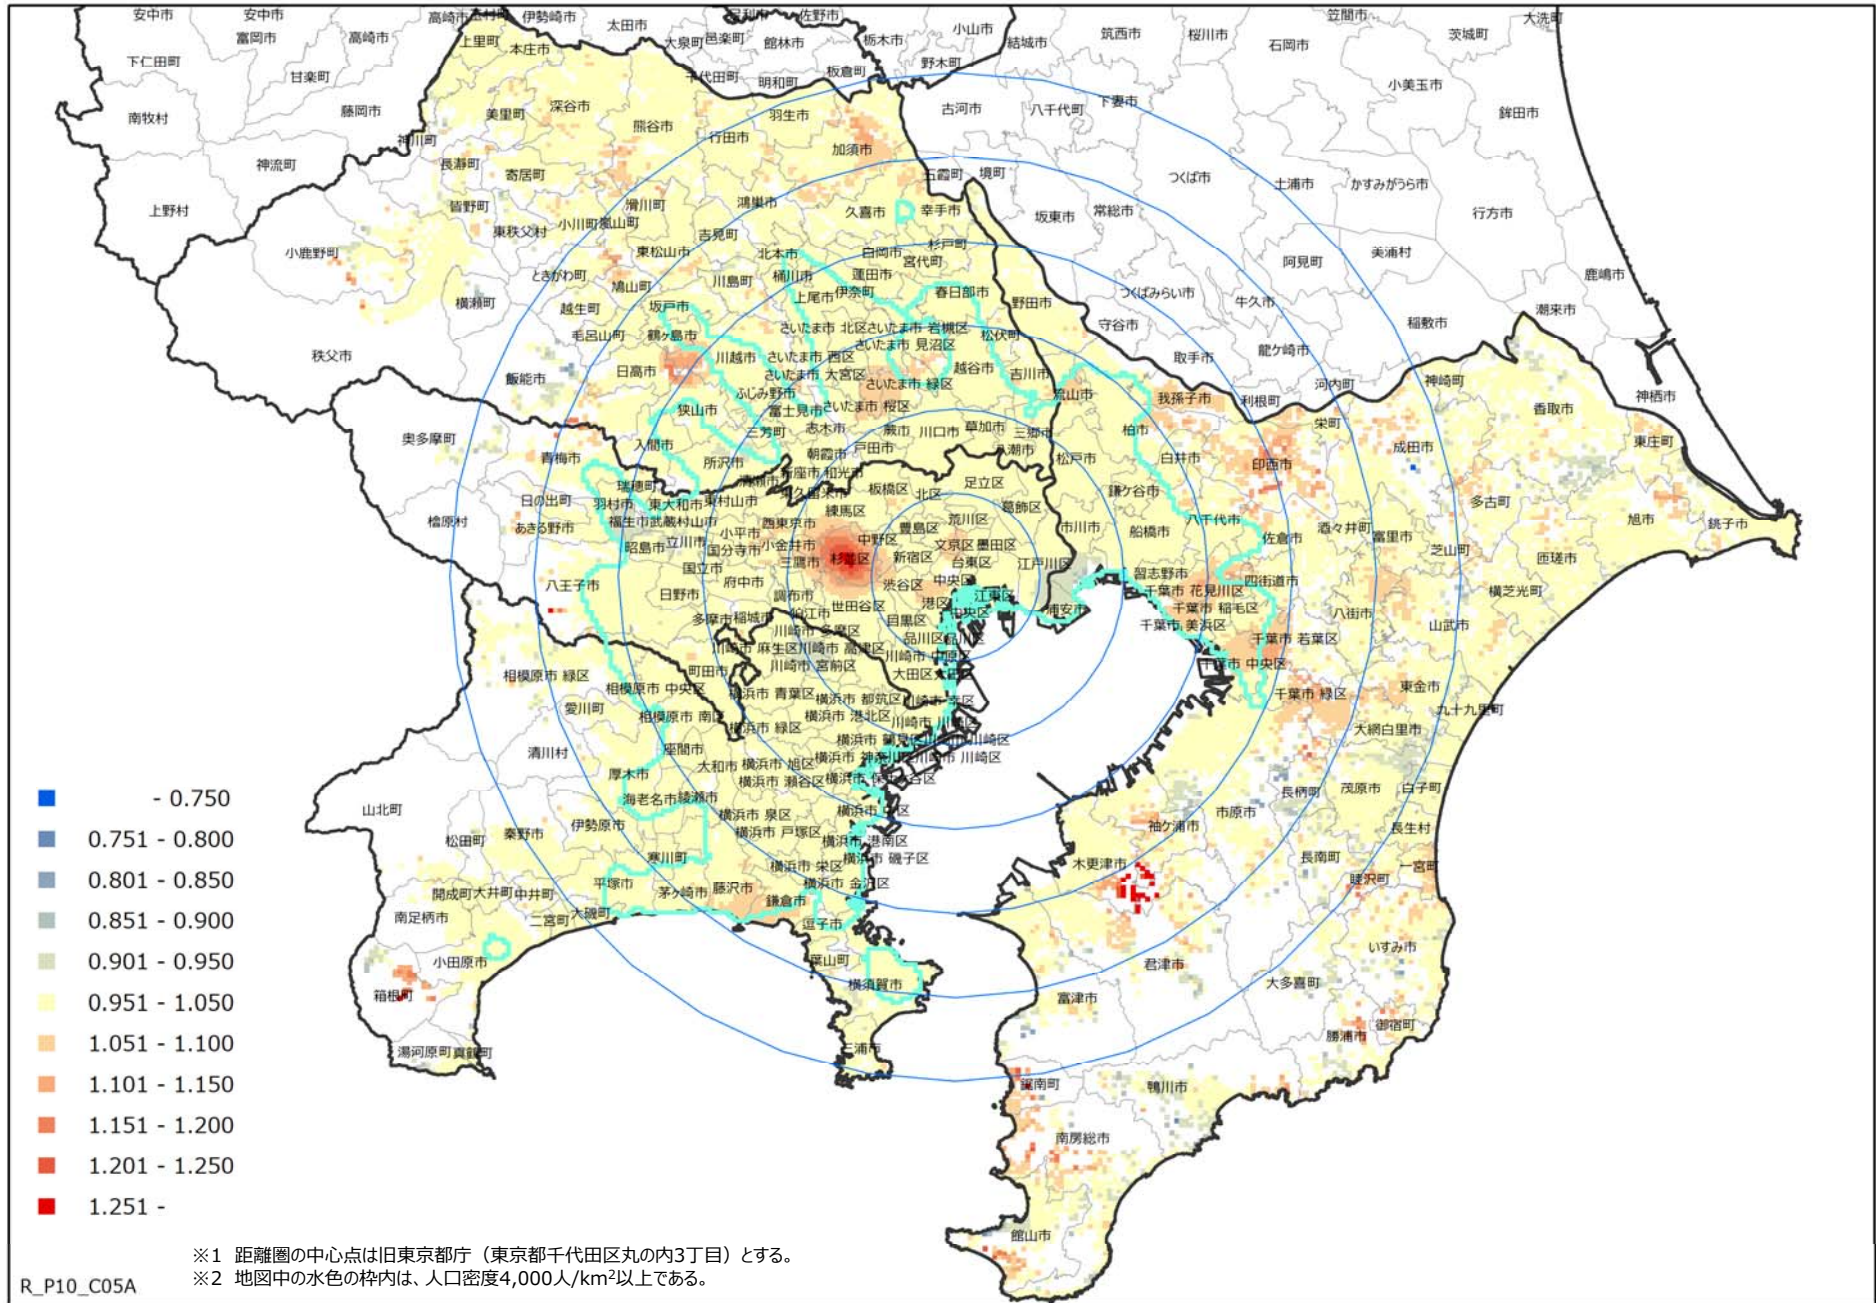 安中市
安中市
高崎市
玉村町
伊勢崎市
太田市
足利市
佐野市
小山市
笠間市
大洗町
富岡市
高崎市
上里町
本庄市
大泉町
邑楽町
館林市
栃木市
結城市
筑西市
桜川市
石岡市
茨城町
下仁田町
甘楽町
千代田町
明和町
板倉町
野木町
小美玉市
南牧村
藤岡市
美里町
深谷市
熊谷市
行田市
羽生市
古河市
八千代町
下妻市
鉾田市
神川町
神流町
長瀞町
寄居町
加須市
五霞町
境町
つくば市
土浦市
かすみがうら市
上野村
皆野町
東秩父村
小川町
嵐山町
滑川町
鴻巣市
久喜市
幸手市
坂東市
常総市
行方市
小鹿野町
吉見町
東松山市
北本市
白岡市
杉戸町
宮代町
阿見町
美浦村
鹿嶋市
横瀬町
ときがわ町
鳩山町
川島町
桶川市
蓮田市
上尾市
伊奈町
春日部市
野田市
つくばみらい市
牛久市
稲敷市
潮来市
越生町
坂戸市
毛呂山町
鶴ヶ島市
さいたま市 北区
さいたま市 岩槻区
さいたま市 見沼区
松伏町
守谷市
取手市
龍ケ崎市
秩父市
飯能市
日高市
川越市
さいたま市 西区
さいたま市 大宮区
さいたま市 緑区
越谷市
吉川市
流山市
河内町
神崎町
神栖市
ふじみ野市
富士見市
さいたま市 桜区
我孫子市
利根町
栄町
香取市
奥多摩町
狭山市
入間市
三芳町
志木市
蕨市
川口市
草加市
三郷市
柏市
成田市
東庄町
青梅市
所沢市
朝霞市
戸田市
八潮市
松戸市
白井市
印西市
日の出町
瑞穂町
清瀬市
新座市
和光市
板橋区
北区
足立区
鎌ケ谷市
多古町
檜原村
羽村市
東大和市
東村山市
東久留米市
練馬区
葛飾区
旭市
銚子市
あきる野市
福生市
武蔵村山市
小平市
西東京市
豊島区
荒川区
市川市
船橋市
八千代市
佐倉市
酒々井町
富里市
昭島市
立川市
国分寺市
小金井市
中野区
文京区
墨田区
芝山町
匝瑳市
国立市
三鷹市
杉並区
新宿区
台東区
江戸川区
習志野市
四街道市
横芝光町
八王子市
府中市
渋谷区
中央区
千葉市 花見川区
日野市
調布市
世田谷区
港区
江東区
浦安市
千葉市 稲毛区
八街市
山武市
多摩市
稲城市
狛江市
目黒区
中央区
千葉市 美浜区
千葉市 若葉区
川崎市 多摩区
品川区
品川区
川崎市 麻生区
川崎市 高津区
川崎市 中原区
千葉市 中央区
川崎市 宮前区
大田区
大田区
相模原市 緑区
町田市
相模原市 中央区
横浜市 青葉区
横浜市 都筑区
川崎市 幸区
千葉市 緑区
東金市
愛川町
相模原市 南区
横浜市 緑区
横浜市 港北区
川崎市 川崎区
大網白里市
九十九里町
清川村
座間市
横浜市 鶴見区
川崎市 川崎区
厚木市
大和市
横浜市 旭区
横浜市 神奈川区
川崎市 川崎区
横浜市 瀬谷区
横浜市 保土ケ谷区
長柄町
茂原市
白子町
山北町
海老名市
綾瀬市
横浜市 泉区
横浜市 中区
市原市
袖ケ浦市
松田町
秦野市
伊勢原市
横浜市 戸塚区
横浜市 港南区
長生村
寒川町
横浜市 栄区
横浜市 磯子区
木更津市
長南町
一宮町
開成町
大井町
中井町
平塚市
茅ヶ崎市
藤沢市
横浜市 金沢区
睦沢町
南足柄市
二宮町
大磯町
鎌倉市
逗子市
いすみ市
小田原市
葉山町
君津市
大多喜町
箱根町
横須賀市
富津市
勝浦市
御宿町
湯河原町
真鶴町
三浦市
鋸南町
鴨川市
南房総市
館山市
- 0.750
0.751 - 0.800
0.801 - 0.850
0.851 - 0.900
0.901 - 0.950
0.951 - 1.050
1.051 - 1.100
1.101 - 1.150
1.151 - 1.200
1.201 - 1.250
1.251 -
※1 距離圏の中心点は旧東京都庁（東京都千代田区丸の内3丁目）とする。
※2 地図中の水色の枠内は、人口密度4,000人/km²以上である。
R_P10_C05A